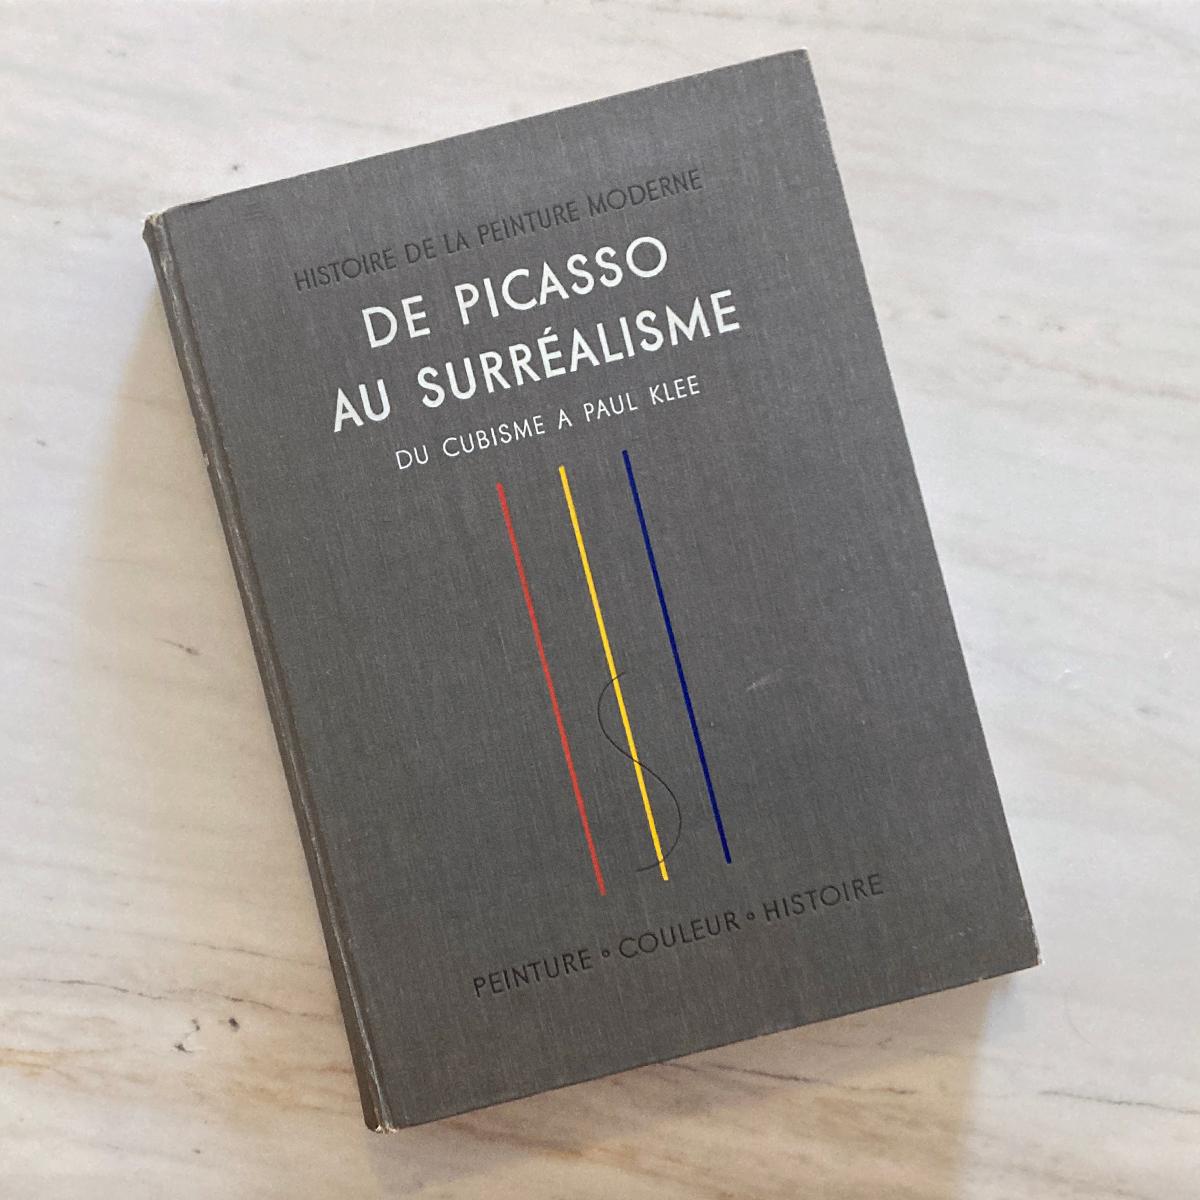 HISTOIRE DE LA PEINTURE MODERNE
DE PICASSO
AU SURRÉALISME
DU CUBISME A PAUL KLEE
PEINTURE ∘ COULEUR ∘ HISTOIRE